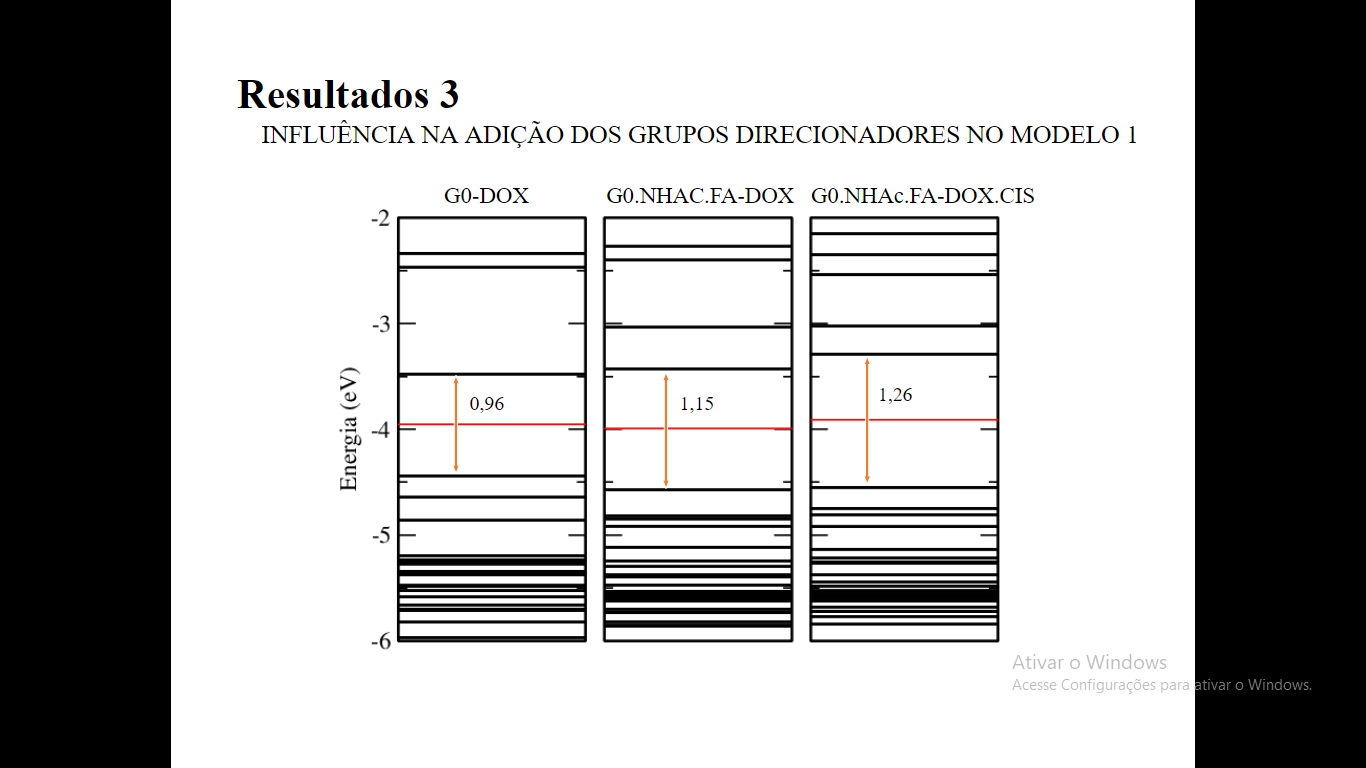 Resultados 3
INFLUÊNCIA NA ADIÇÃO DOS GRUPOS DIRECIONADORES NO MODELO 1
G0-DOX
G0.NHAC.FA-DOX
G0.NHAc.FA-DOX.CIS
-2
-3
-4
-5
-6
Energia (eV)
0,96
1,15
1,26
Ativar o Windows
Acesse Configurações para ativar o Windows.